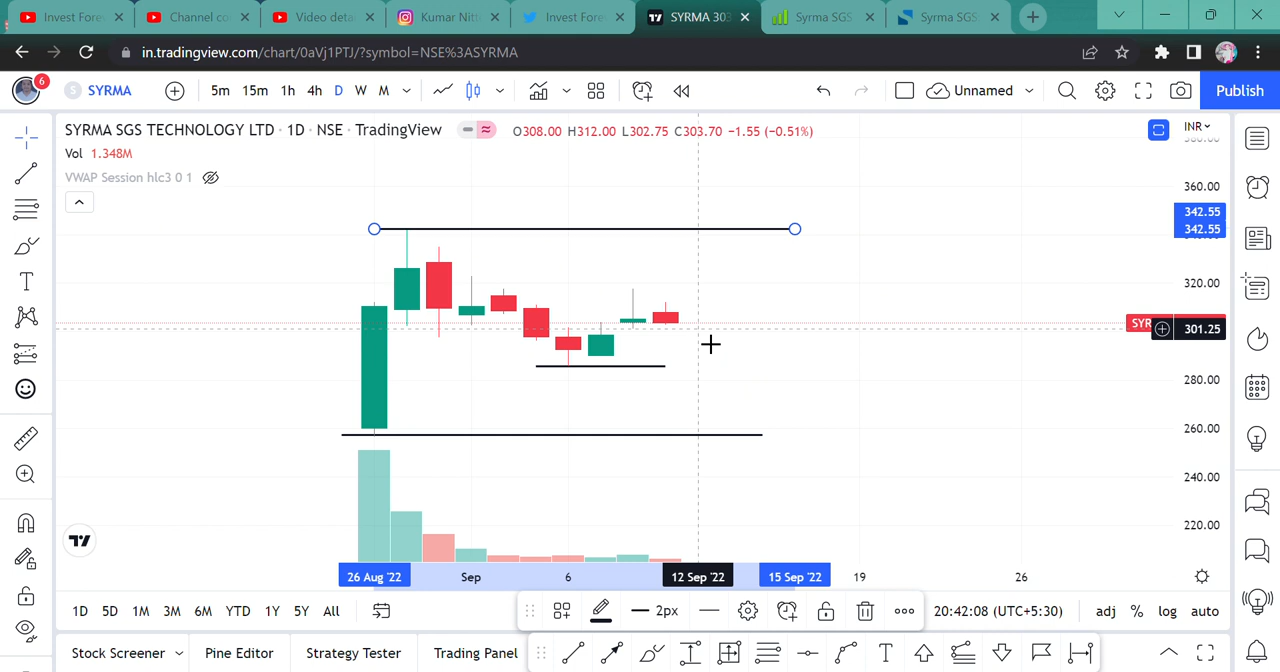 Invest Fore
Channel co
Video deta
Kumar Nitt
Invest Fore
SYRMA 303
Syrma SGS
Syrma SGS
in.tradingview.com/chart/0aVj1PTJ/?symbol=NSE%3ASYRMA
6
S SYRMA 5m 15m 1h 4h D W M Unnamed Publish
SYRMA SGS TECHNOLOGY LTD · 1D · NSE · TradingView O308.00 H312.00 L302.75 C303.70 −1.55 (−0.51%) INR
Vol 1.348M
VWAP Session hlc3 0 1
360.00
342.55
342.55
320.00
SYR 301.25
280.00
260.00
240.00
220.00
26 Aug '22 Sep 6 12 Sep '22 15 Sep '22 19 26
1D 5D 1M 3M 6M YTD 1Y 5Y All 2px 20:42:08 (UTC+5:30) adj % log auto
Stock Screener Pine Editor Strategy Tester Trading Panel